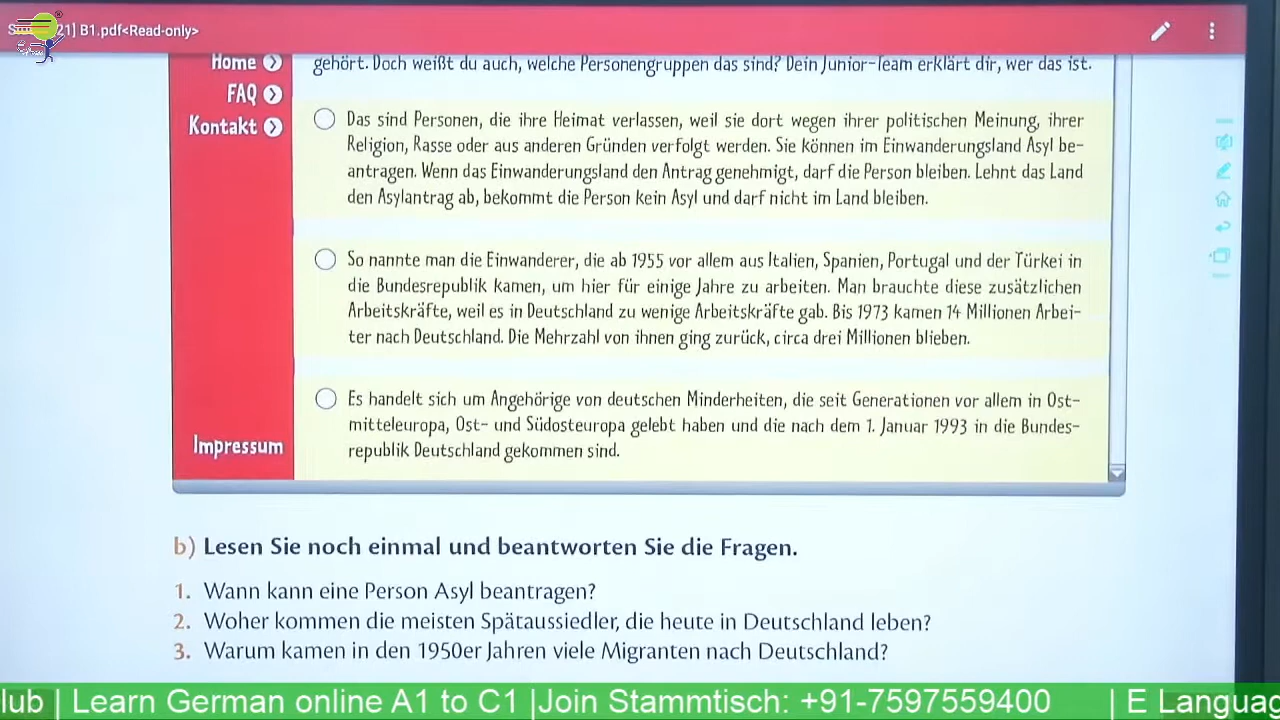 21] B1.pdf<Read-only>
Home
FAQ
Kontakt
Impressum
gehört. Doch weißt du auch, welche Personengruppen das sind? Dein Junior-Team erklärt dir, wer das ist.
Das sind Personen, die ihre Heimat verlassen, weil sie dort wegen ihrer politischen Meinung, ihrer
Religion, Rasse oder aus anderen Gründen verfolgt werden. Sie können im Einwanderungsland Asyl be-
antragen. Wenn das Einwanderungsland den Antrag genehmigt, darf die Person bleiben. Lehnt das Land
den Asylantrag ab, bekommt die Person kein Asyl und darf nicht im Land bleiben.
So nannte man die Einwanderer, die ab 1955 vor allem aus Italien, Spanien, Portugal und der Türkei in
die Bundesrepublik kamen, um hier für einige Jahre zu arbeiten. Man brauchte diese zusätzlichen
Arbeitskräfte, weil es in Deutschland zu wenige Arbeitskräfte gab. Bis 1973 kamen 14 Millionen Arbei-
ter nach Deutschland. Die Mehrzahl von ihnen ging zurück, circa drei Millionen blieben.
Es handelt sich um Angehörige von deutschen Minderheiten, die seit Generationen vor allem in Ost-
mitteleuropa, Ost- und Südosteuropa gelebt haben und die nach dem 1. Januar 1993 in die Bundes-
republik Deutschland gekommen sind.
b) Lesen Sie noch einmal und beantworten Sie die Fragen.
1. Wann kann eine Person Asyl beantragen?
2. Woher kommen die meisten Spätaussiedler, die heute in Deutschland leben?
3. Warum kamen in den 1950er Jahren viele Migranten nach Deutschland?
lub | Learn German online A1 to C1 |Join Stammtisch: +91-7597559400 | E Languag